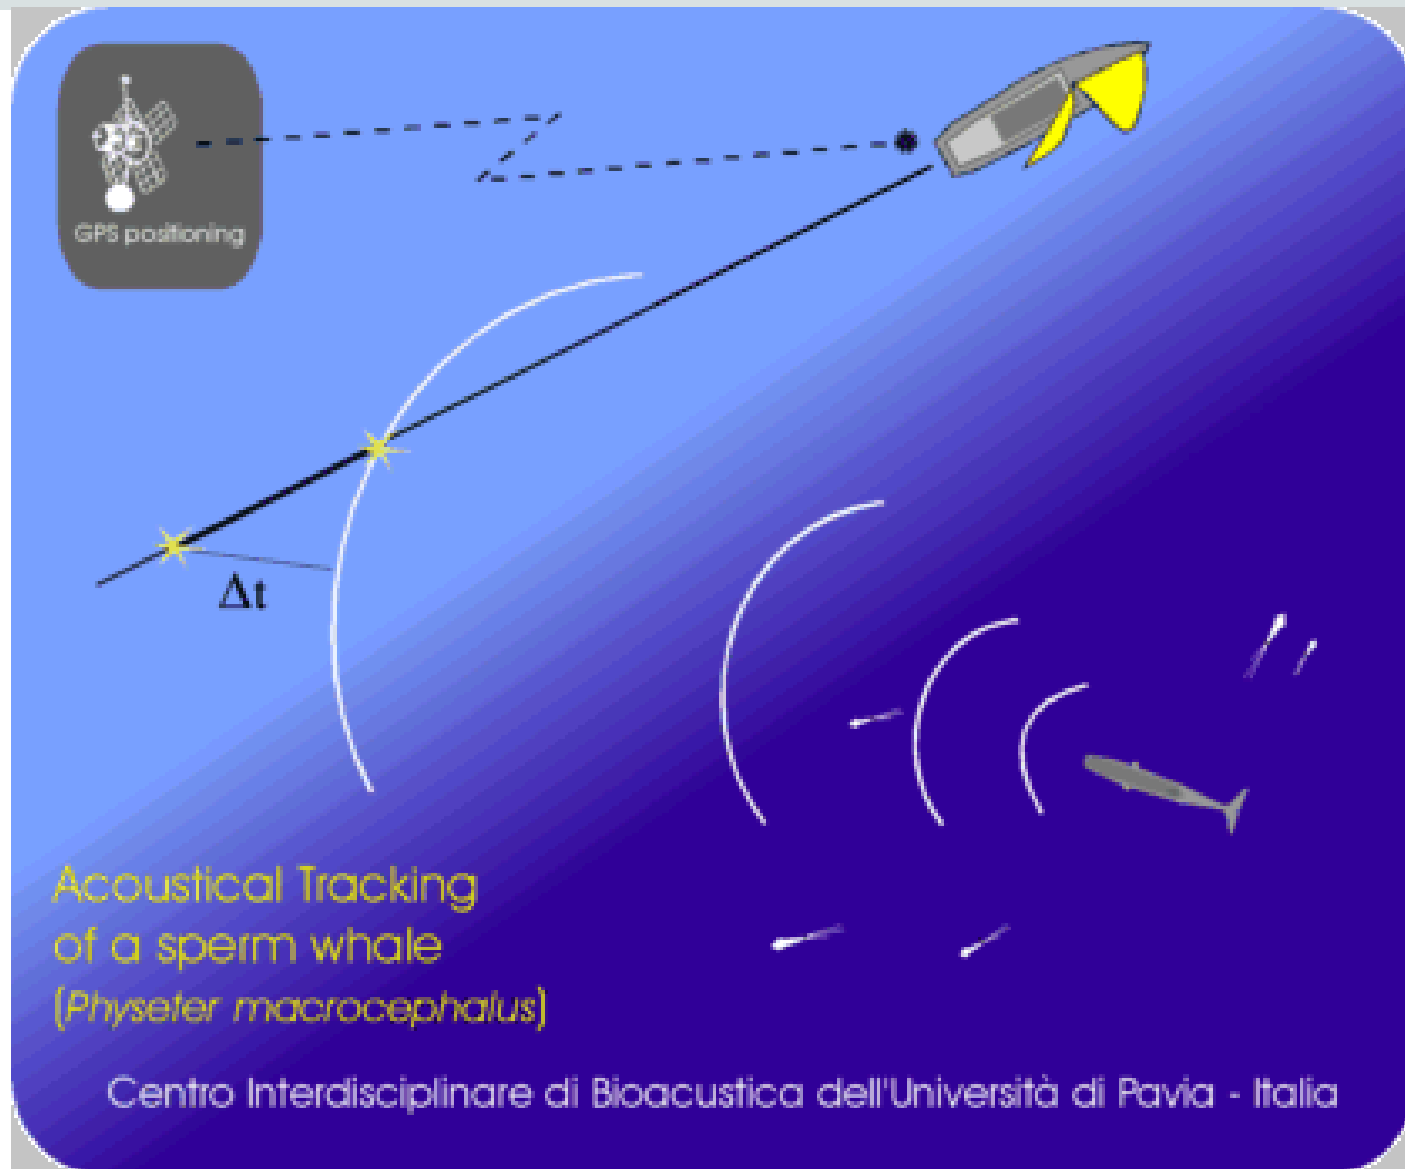 GPS positioning
Δt
Acoustical Tracking
of a sperm whale
(Physeter macrocephalus)
Centro Interdisciplinare di Bioacustica dell'Università di Pavia - Italia